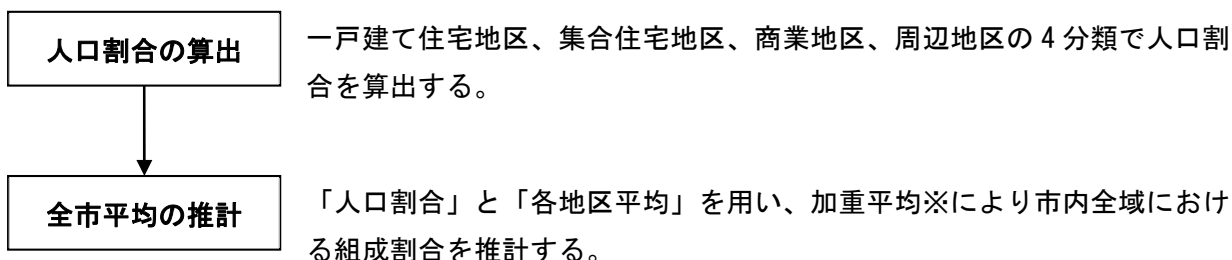 人口割合の算出
一戸建て住宅地区、集合住宅地区、商業地区、周辺地区の4分類で人口割
合を算出する。
全市平均の推計
「人口割合」と「各地区平均」を用い、加重平均※により市内全域におけ
る組成割合を推計する。